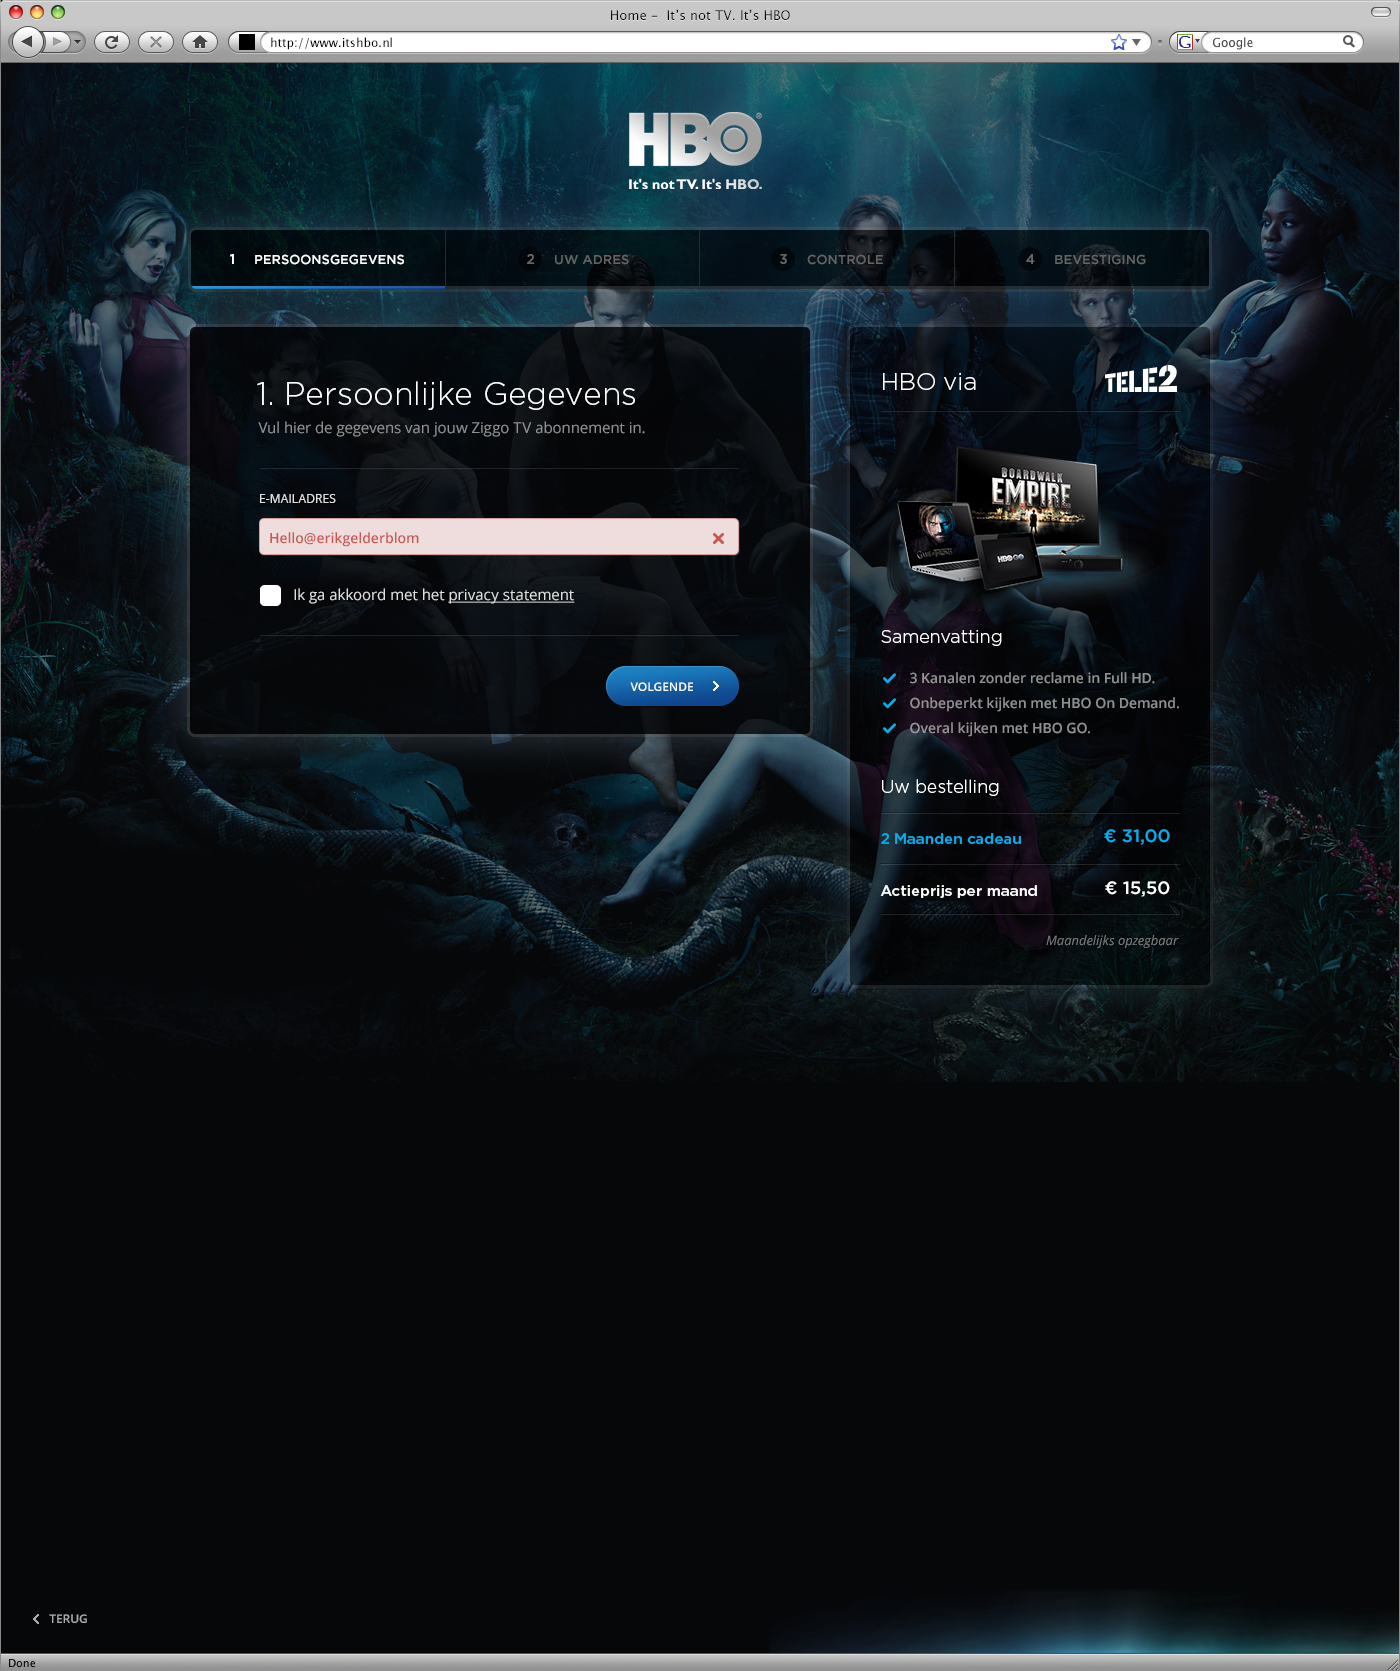 Home – It's not TV. It's HBO
http://www.itshbo.nl
G
Google
HBO®
It's not TV. It's HBO.
1 PERSOONSGEGEVENS
2 UW ADRES
3 CONTROLE
4 BEVESTIGING
1. Persoonlijke Gegevens
Vul hier de gegevens van jouw Ziggo TV abonnement in.
E-MAILADRES
Hello@erikgelderblom
Ik ga akkoord met het privacy statement
VOLGENDE
HBO via
TELE2
BOARDWALK
EMPIRE
GAME OF THRONES
HBO GO
Samenvatting
3 Kanalen zonder reclame in Full HD.
Onbeperkt kijken met HBO On Demand.
Overal kijken met HBO GO.
Uw bestelling
2 Maanden cadeau € 31,00
Actieprijs per maand € 15,50
Maandelijks opzegbaar
TERUG
Done